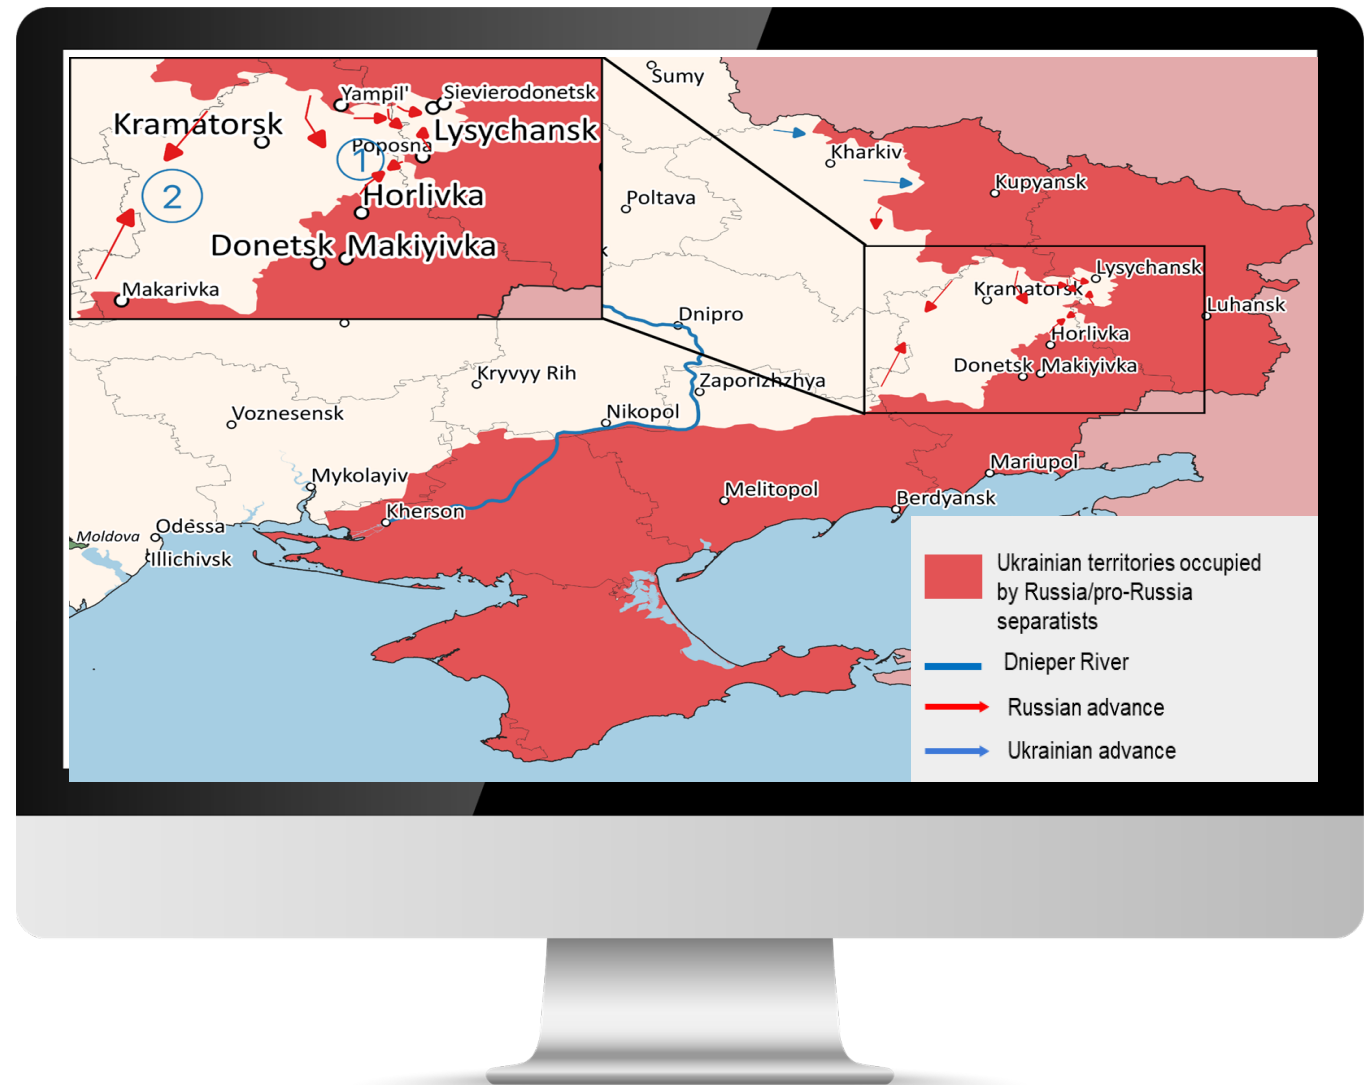 Yampil'
Sievierodonetsk
Kramatorsk
Lysychansk
Poposna
1
2
Horlivka
Donetsk
Makiyivka
Makarivka
Sumy
Kharkiv
Poltava
Kupyansk
k
Lysychansk
Kramatorsk
Luhansk
Dnipro
Horlivka
Donetsk
Makiyivka
Kryvyy Rih
Zaporizhzhya
Voznesensk
Nikopol
Mykolayiv
Mariupol
Melitopol
Berdyansk
Kherson
Odessa
Moldova
Illichivsk
Ukrainian territories occupied
by Russia/pro-Russia
separatists
Dnieper River
Russian advance
Ukrainian advance